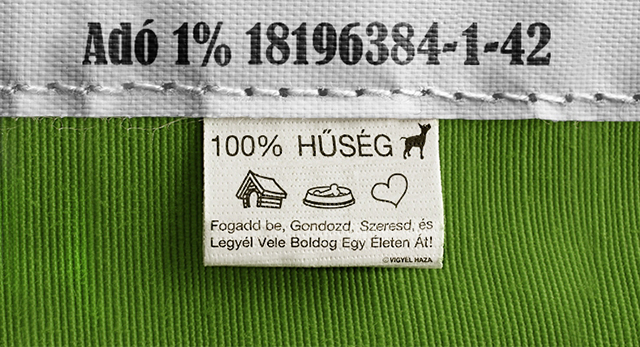 Adó 1% 18196384-1-42
100% HŰSÉG
Fogadd be, Gondozd, Szeresd, és
Legyél Vele Boldog Egy Életen Át!
© VIGYÉL HAZA